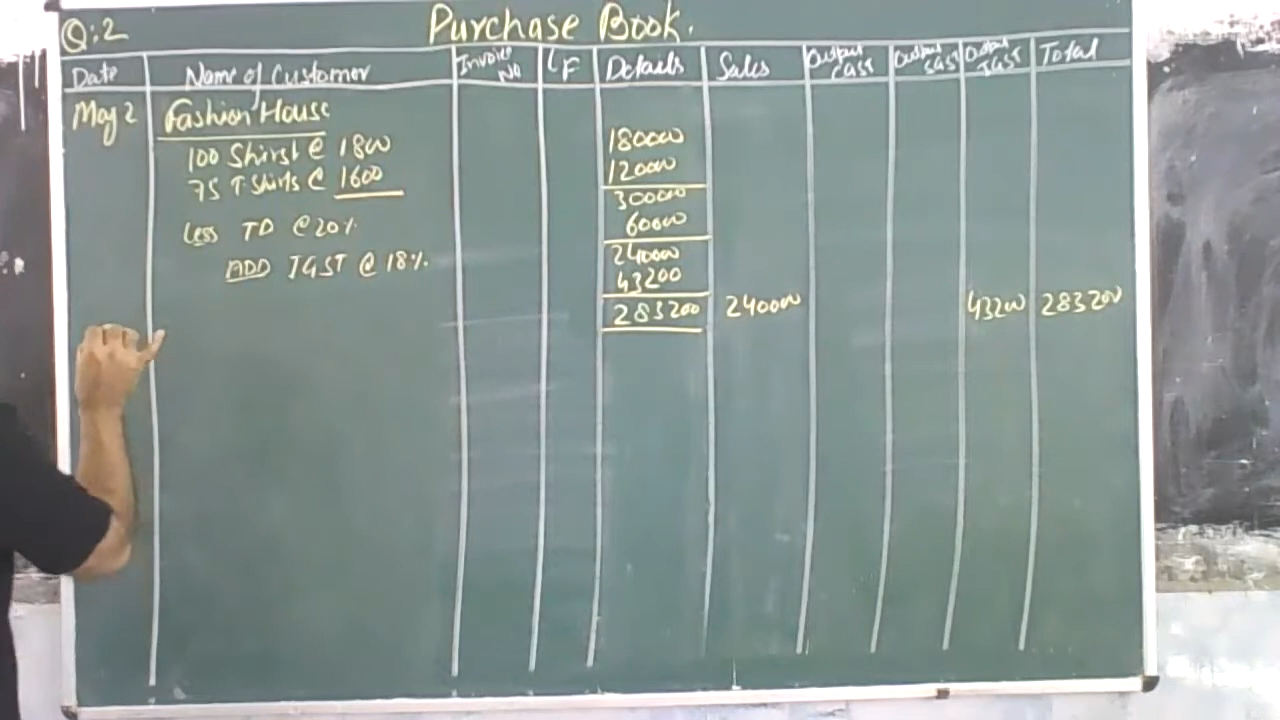 Q:2 Purchase Book.
Date Name of Customer Invoice No L F Details Sales Output CGST Output SGST Output IGST Total
May 2 Fashion House
100 Shirst @ 1800 180000
75 T Shirts @ 1600 120000
300000
Less TD @ 20% 60000
240000
ADD IGST @ 18% 43200
283200 240000 43200 283200